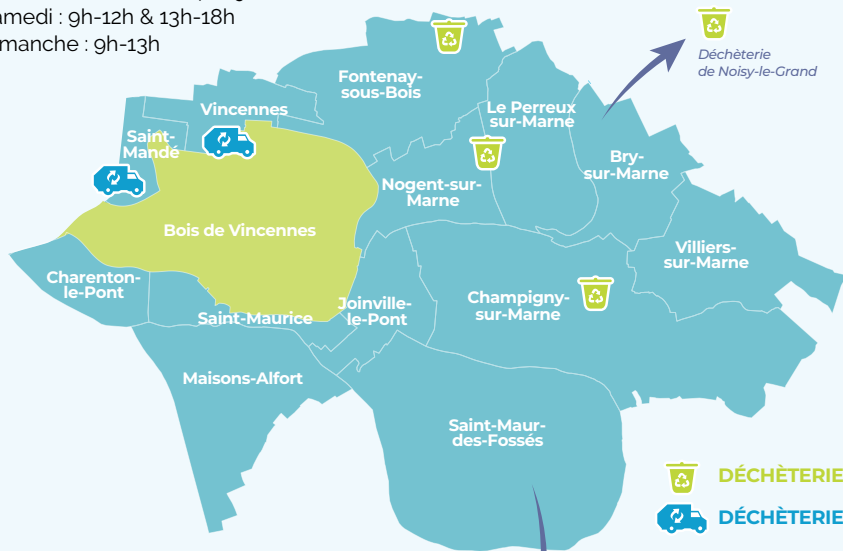 samedi : 9h-12h & 13h-18h
manche : 9h-13h
Déchèterie
de Noisy-le-Grand
Fontenay-
sous-Bois
Vincennes
Le Perreux
sur-Marne
Saint-
Mandé
Bry-
sur-Marne
Nogent-sur-
Marne
Bois de Vincennes
Villiers-
sur-Marne
Charenton-
le-Pont
Champigny-
sur-Marne
Joinville-
le-Pont
Saint-Maurice
Maisons-Alfort
Saint-Maur-
des-Fossés
DÉCHÈTERIE
DÉCHÈTERIE